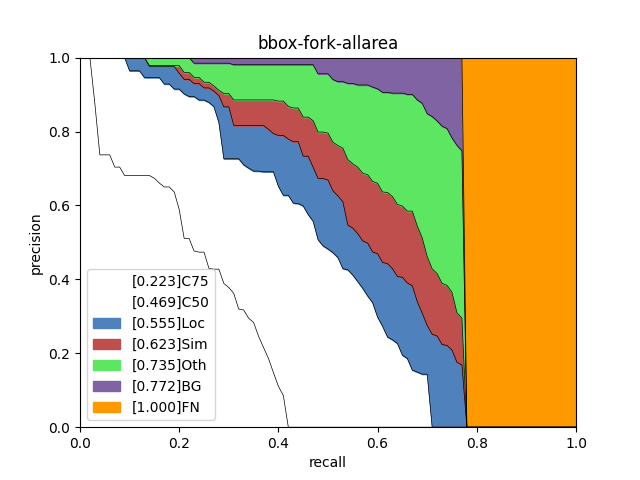 bbox-fork-allarea
precision
1.0
0.8
0.6
0.4
0.2
0.0
[0.223]C75
[0.469]C50
[0.555]Loc
[0.623]Sim
[0.735]Oth
[0.772]BG
[1.000]FN
0.0 0.2 0.4 0.6 0.8 1.0
recall